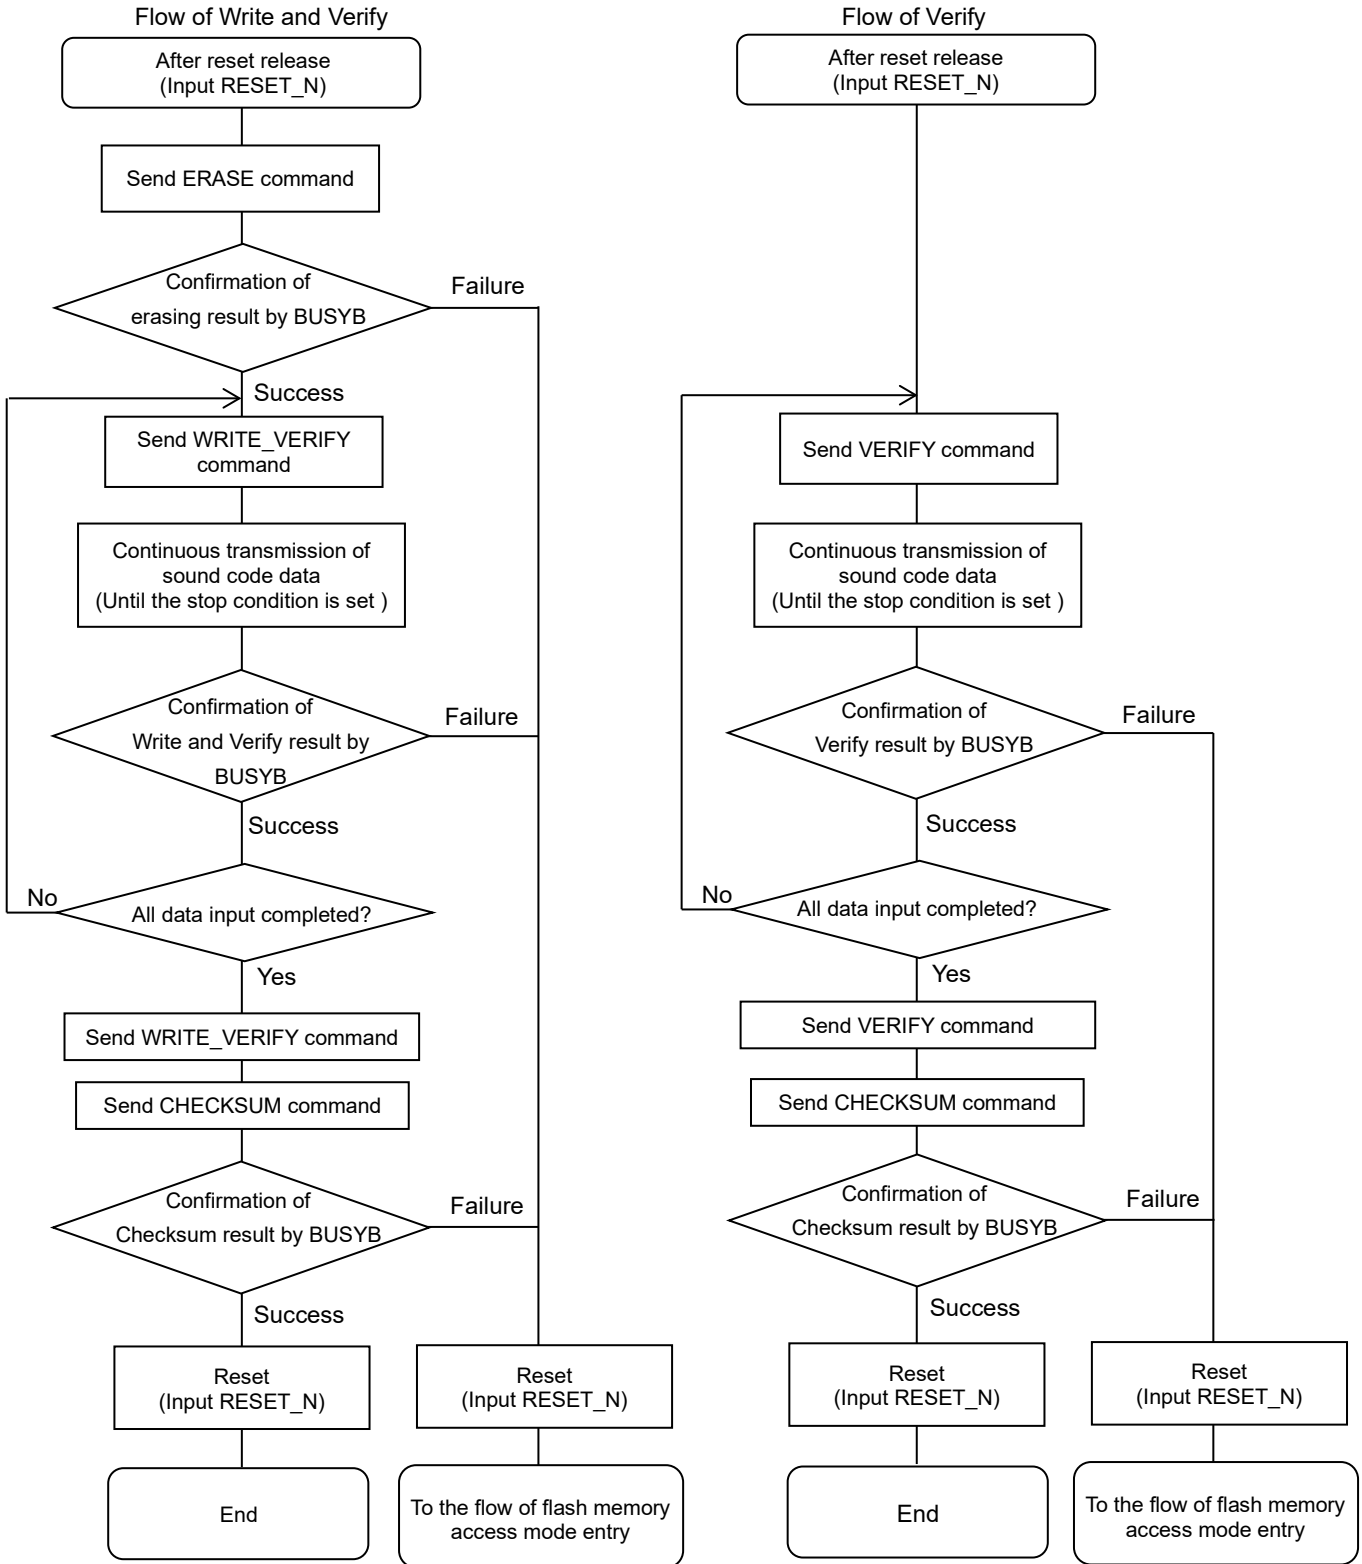 Flow of Write and Verify
After reset release
(Input RESET_N)
Send ERASE command
Confirmation of
erasing result by BUSYB
Failure
Success
Send WRITE_VERIFY
command
Continuous transmission of
sound code data
(Until the stop condition is set )
Confirmation of
Write and Verify result by
BUSYB
Failure
Success
No
All data input completed?
Yes
Send WRITE_VERIFY command
Send CHECKSUM command
Confirmation of
Checksum result by BUSYB
Failure
Success
Reset
(Input RESET_N)
Reset
(Input RESET_N)
End
To the flow of flash memory
access mode entry
Flow of Verify
After reset release
(Input RESET_N)
Send VERIFY command
Continuous transmission of
sound code data
(Until the stop condition is set )
Confirmation of
Verify result by BUSYB
Failure
Success
No
All data input completed?
Yes
Send VERIFY command
Send CHECKSUM command
Confirmation of
Checksum result by BUSYB
Failure
Success
Reset
(Input RESET_N)
Reset
(Input RESET_N)
End
To the flow of flash memory
access mode entry